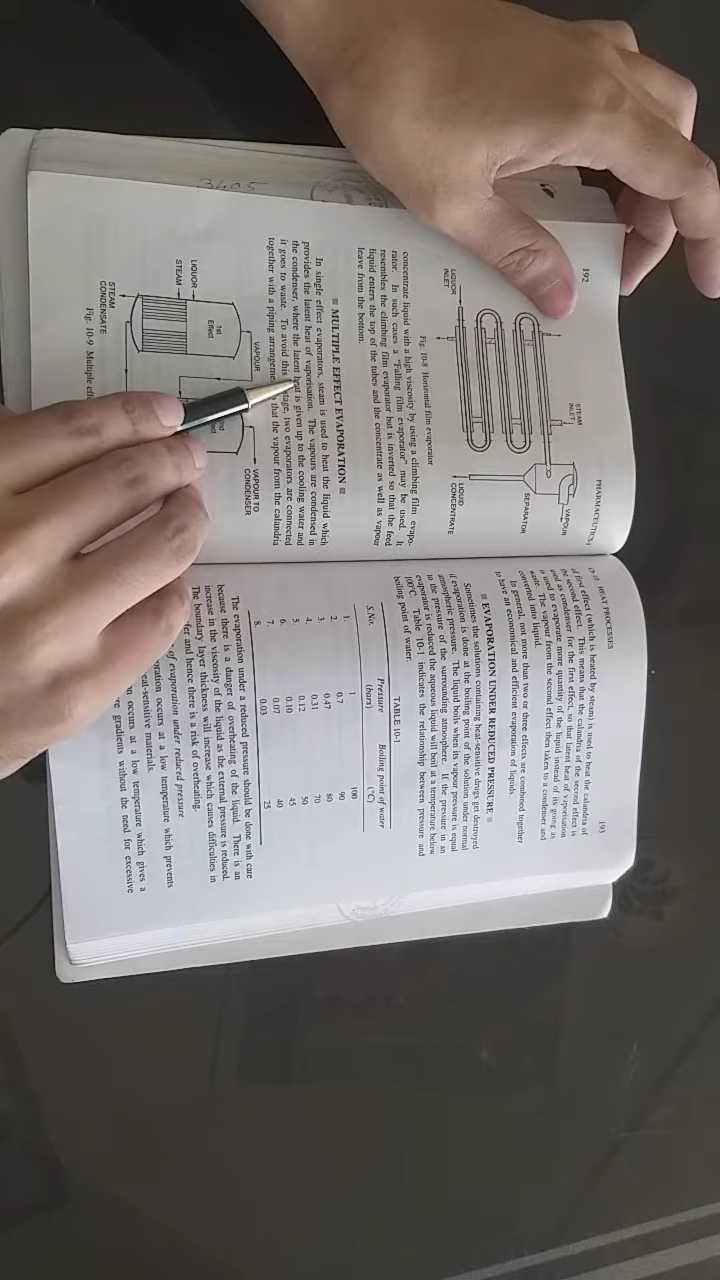 192
PHARMACEUTICS
STEAM
INLET
VAPOUR
SEPARATOR
LIQUOR
INLET
LIQUID
CONCENTRATE
Fig. 10-8 Horizontal film evaporator
concentrate liquid with a high viscosity by using a climbing film evapo-
rator. In such cases a "Falling film evaporator" may be used. It
resembles the climbing film evaporator but is inverted so that the feed
liquid enters the top of the tubes and the concentrate as well as vapour
leave from the bottom.
MULTIPLE EFFECT EVAPORATION
In single effect evaporators, steam is used to heat the liquid which
provides the latent heat of vaporisation. The vapours are condensed in
the condenser, where the latent heat is given up to the cooling water and
it goes to waste. To avoid this stage, two evaporators are connected
together with a piping that the vapour from the calandria
VAPOUR
VAPOUR TO
CONDENSER
LIQUOR
1st
Effect
STEAM
STEAM
CONDENSATE
Fig. 10-9 Multiple
3405
HEAT PROCESSES
193
of first effect (which is heated by steam) is used to heat the calandria of
the second effect. This means that the calandria of the second effect is
used as condenser for the first effect, so that latent heat of vaporisation
is used to evaporate more quantity of the liquid instead of its going as
waste. The vapour from the second effect then taken to a condenser and
converted into liquid.
In general, not more than two or three effects are combined together
to have an economical and efficient evaporation of liquids.
EVAPORATION UNDER REDUCED PRESSURE
Sometimes the solutions containing heat-sensitive drugs get destroyed
if evaporation is done at the boiling point of the solution under normal
atmospheric pressure. The liquid boils when its vapour pressure is equal
to the pressure of the surrounding atmosphere. If the pressure in an
evaporator is reduced the aqueous liquid will boil at a temperature below
100°C. Table 10-1 indicates the relationship between pressure and
boiling point of water.
TABLE 10-1
S.No. Pressure Boiling point of water
(bars) (°C)
1. 1 100
2. 0.7 90
3. 0.47 80
4. 0.31 70
5. 0.12 50
6. 0.10 45
7. 0.07 40
8. 0.03 25
The evaporation under a reduced pressure should be done with care
because there is a danger of overheating of the liquid. There is an
increase in the viscosity of the liquid as the external pressure is reduced.
The boundary layer thickness will increase which causes difficulties in
and hence there is a risk of overheating.
of evaporation under reduced pressure
occurs at a low temperature which prevents
materials.
occurs at a low temperature which gives a
gradients without the need for excessive